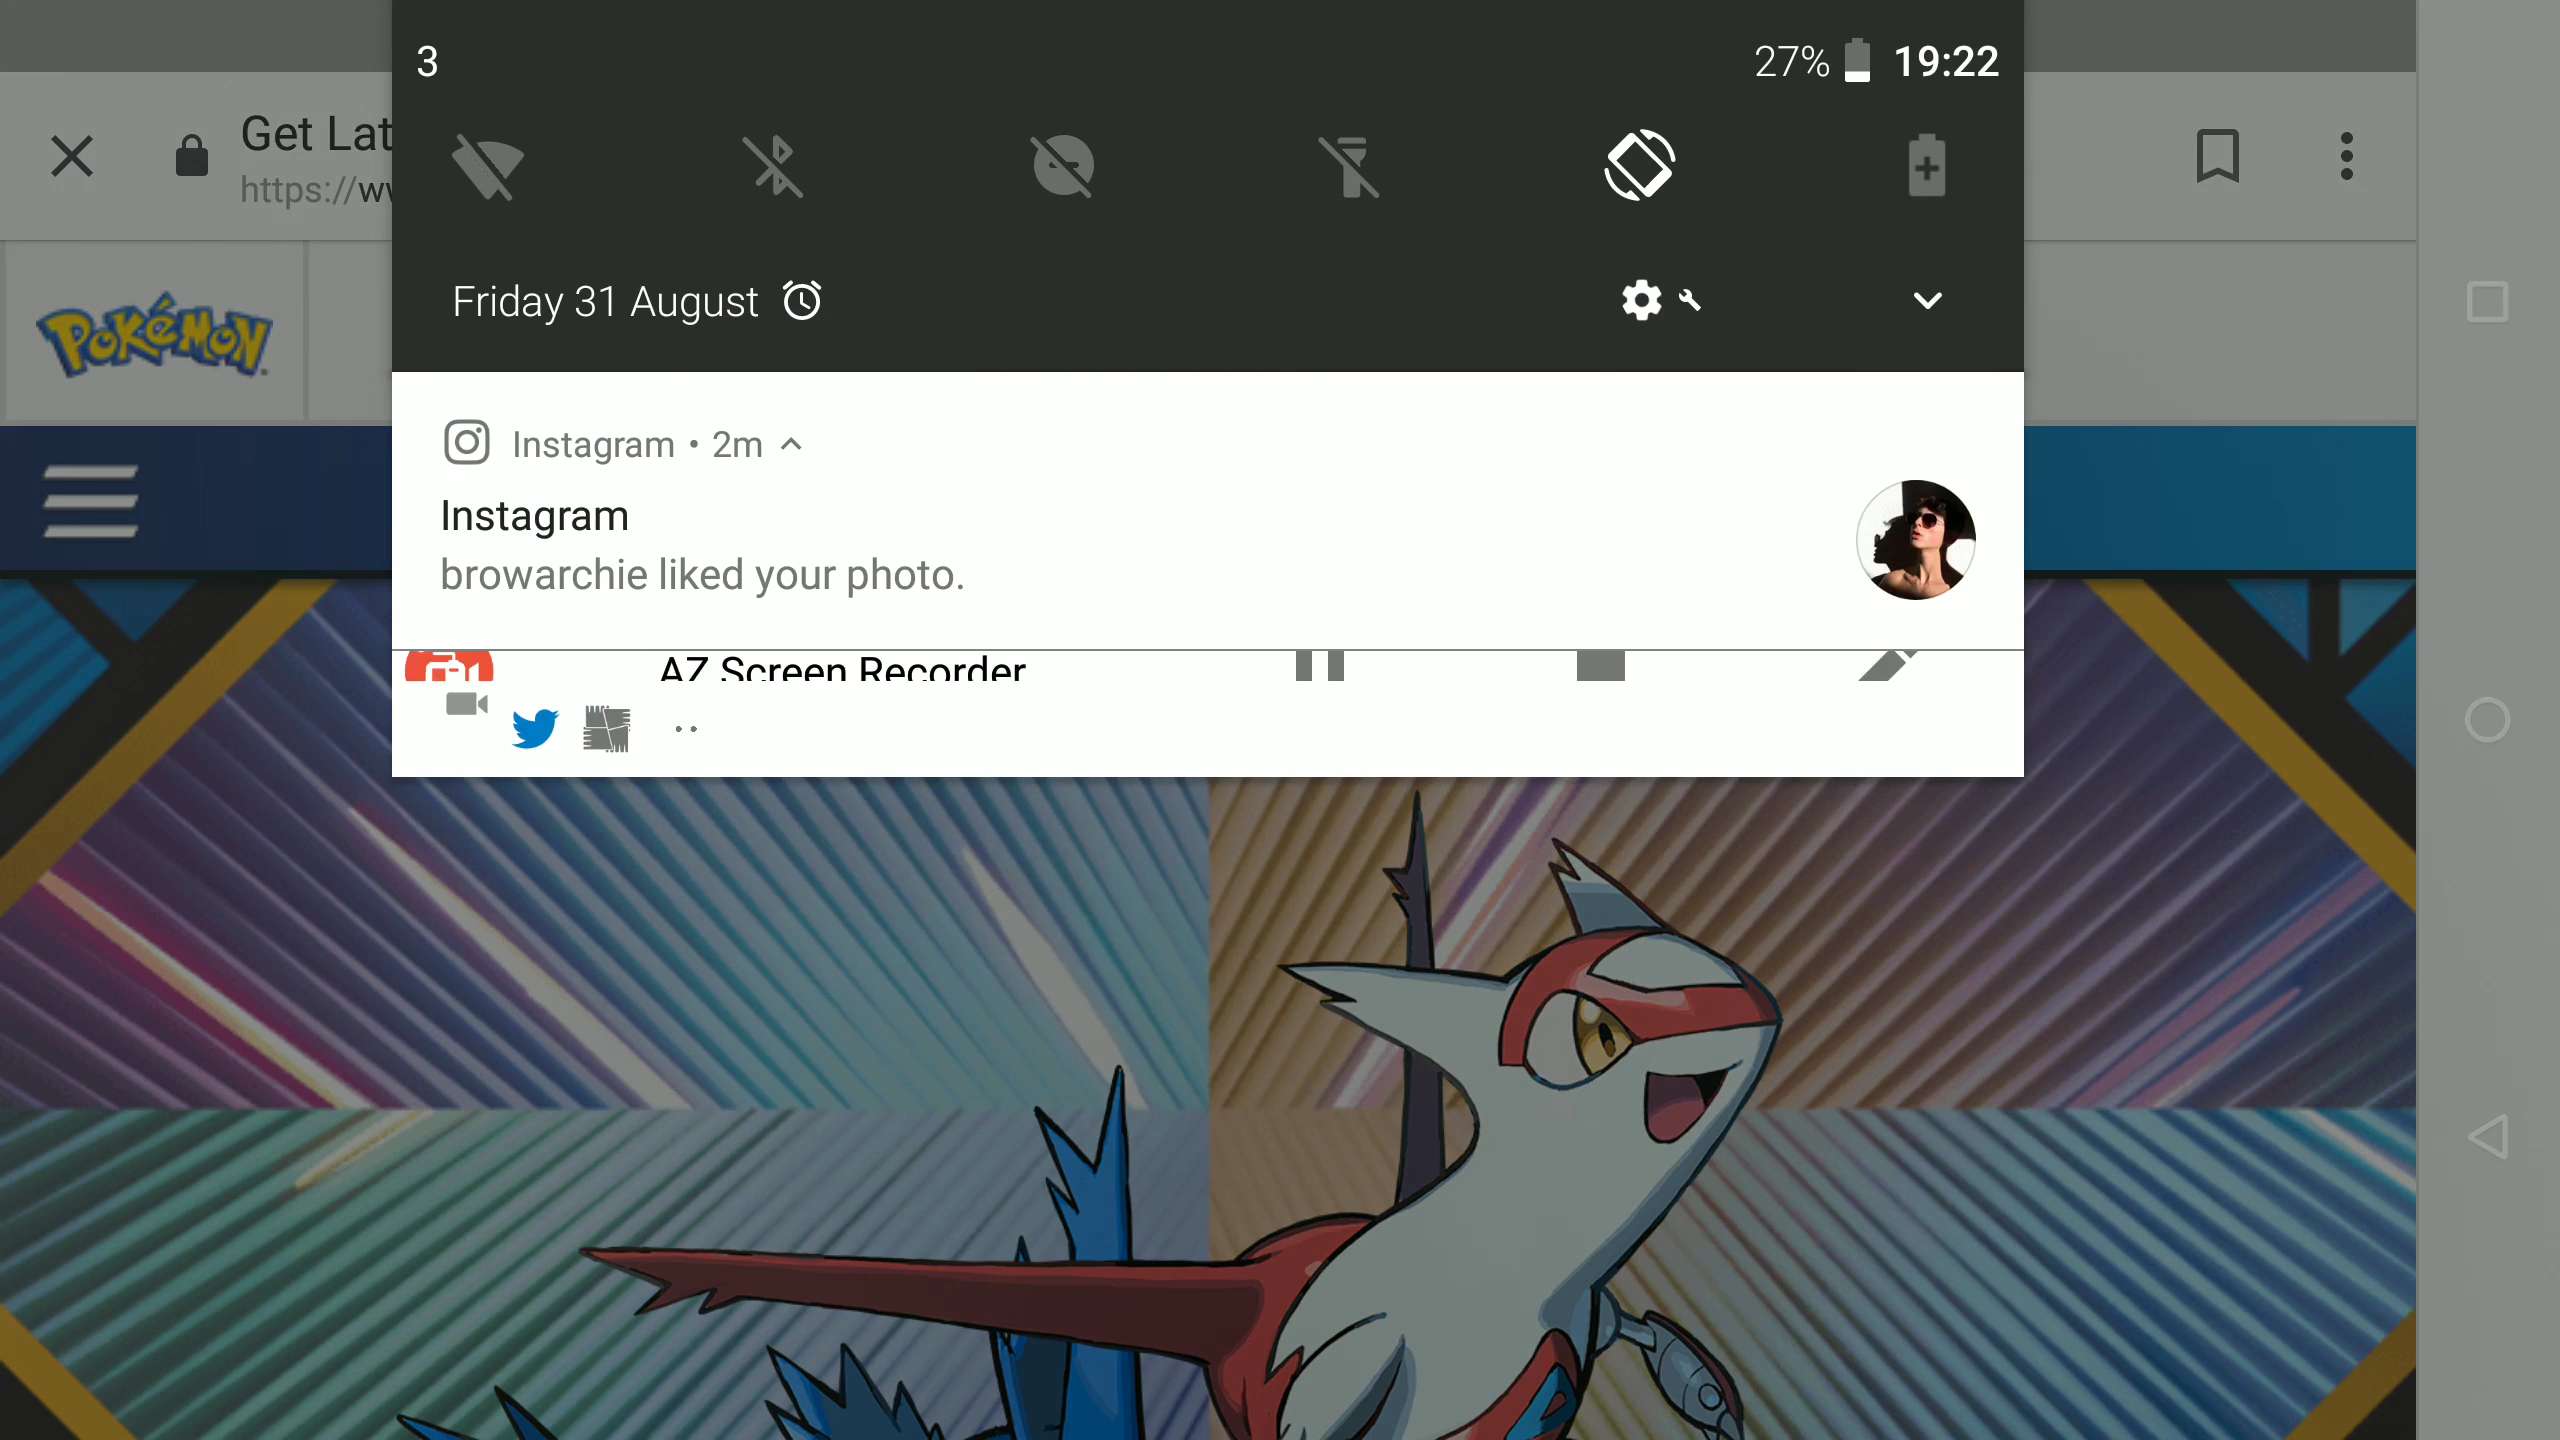 3
27% 19:22
Get Lat
https://w
POKéMON
Friday 31 August
Instagram • 2m
Instagram
browarchie liked your photo.
AZ Screen Recorder